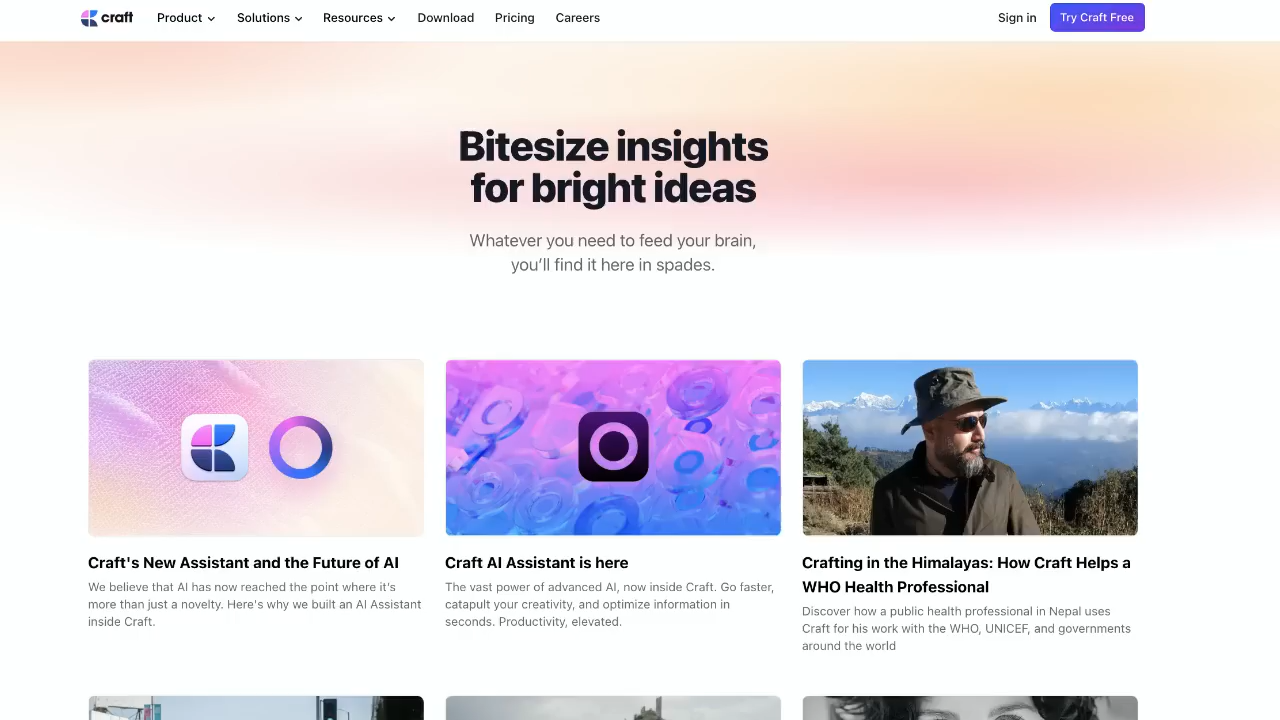 craft Product Solutions Resources Download Pricing Careers Sign in Try Craft Free
Bitesize insights
for bright ideas
Whatever you need to feed your brain,
you’ll find it here in spades.
Craft's New Assistant and the Future of AI
We believe that AI has now reached the point where it's
more than just a novelty. Here's why we built an AI Assistant
inside Craft.
Craft AI Assistant is here
The vast power of advanced AI, now inside Craft. Go faster,
catapult your creativity, and optimize information in
seconds. Productivity, elevated.
Crafting in the Himalayas: How Craft Helps a
WHO Health Professional
Discover how a public health professional in Nepal uses
Craft for his work with the WHO, UNICEF, and governments
around the world